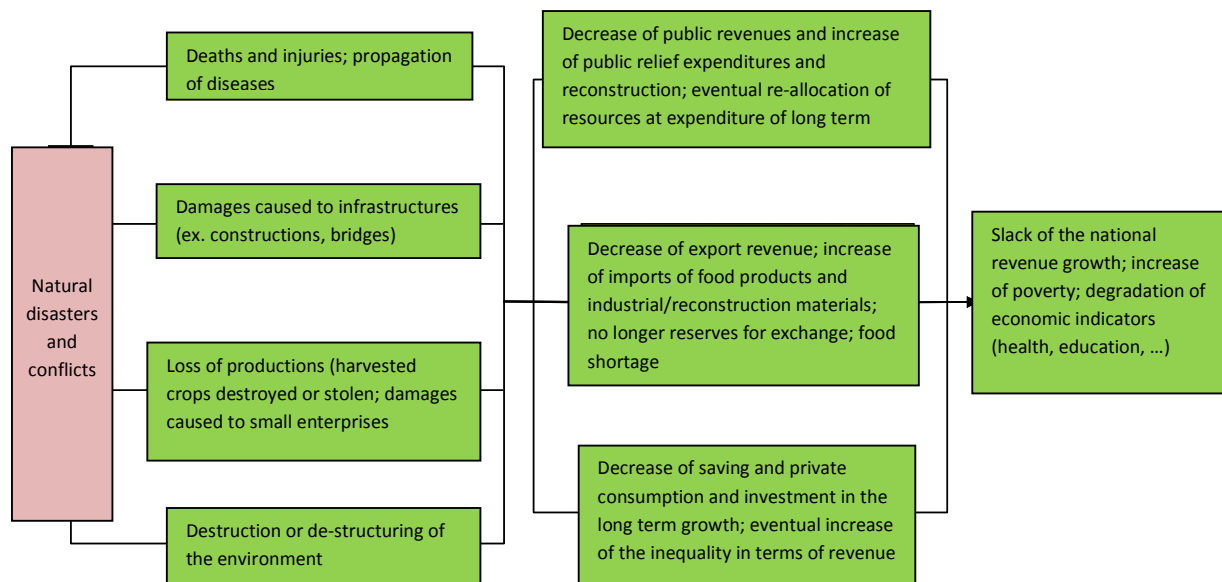 Natural
disasters
and
conflicts
Deaths and injuries; propagation
of diseases
Damages caused to infrastructures
(ex. constructions, bridges)
Loss of productions (harvested
crops destroyed or stolen; damages
caused to small enterprises
Destruction or de-structuring of
the environment
Decrease of public revenues and increase
of public relief expenditures and
reconstruction; eventual re-allocation of
resources at expenditure of long term
Decrease of export revenue; increase
of imports of food products and
industrial/reconstruction materials;
no longer reserves for exchange; food
shortage
Decrease of saving and private
consumption and investment in the
long term growth; eventual increase
of the inequality in terms of revenue
Slack of the national
revenue growth; increase
of poverty; degradation of
economic indicators
(health, education, …)